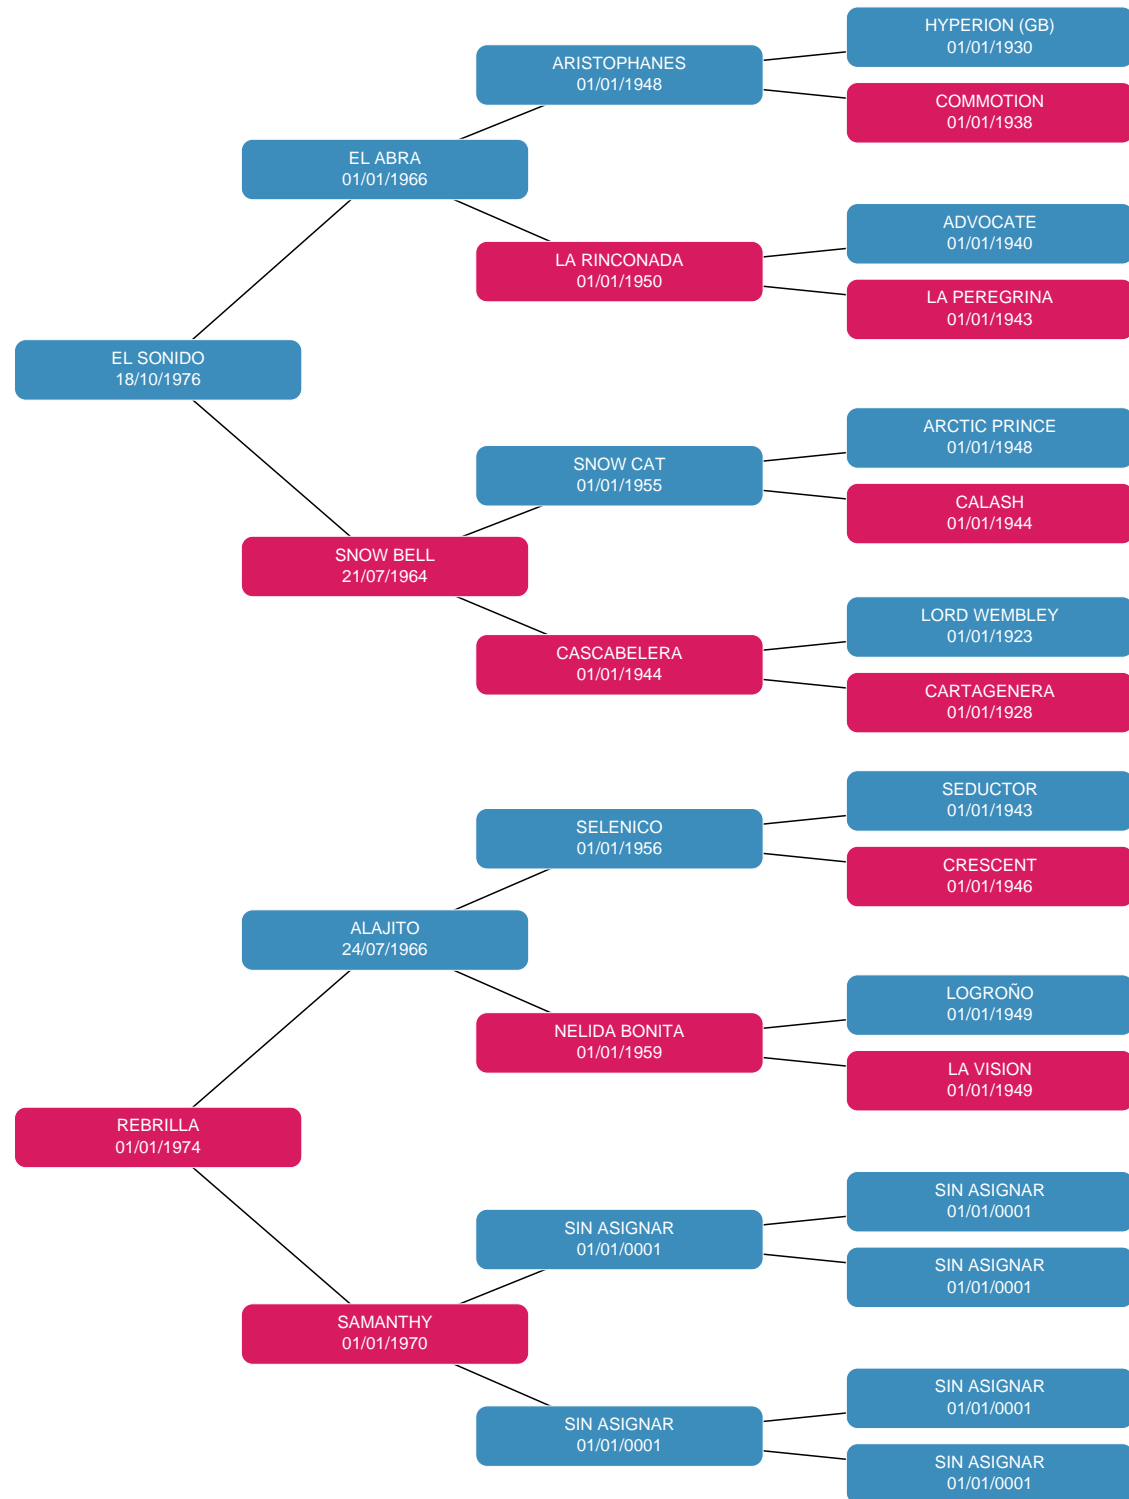 HYPERION (GB)
01/01/1930
ARISTOPHANES
01/01/1948
COMMOTION
01/01/1938
EL ABRA
01/01/1966
ADVOCATE
01/01/1940
LA RINCONADA
01/01/1950
LA PEREGRINA
01/01/1943
EL SONIDO
18/10/1976
ARCTIC PRINCE
01/01/1948
SNOW CAT
01/01/1955
CALASH
01/01/1944
SNOW BELL
21/07/1964
LORD WEMBLEY
01/01/1923
CASCABELERA
01/01/1944
CARTAGENERA
01/01/1928
SEDUCTOR
01/01/1943
SELENICO
01/01/1956
CRESCENT
01/01/1946
ALAJITO
24/07/1966
LOGROÑO
01/01/1949
NELIDA BONITA
01/01/1959
LA VISION
01/01/1949
REBRILLA
01/01/1974
SIN ASIGNAR
01/01/0001
SIN ASIGNAR
01/01/0001
SIN ASIGNAR
01/01/0001
SAMANTHY
01/01/1970
SIN ASIGNAR
01/01/0001
SIN ASIGNAR
01/01/0001
SIN ASIGNAR
01/01/0001